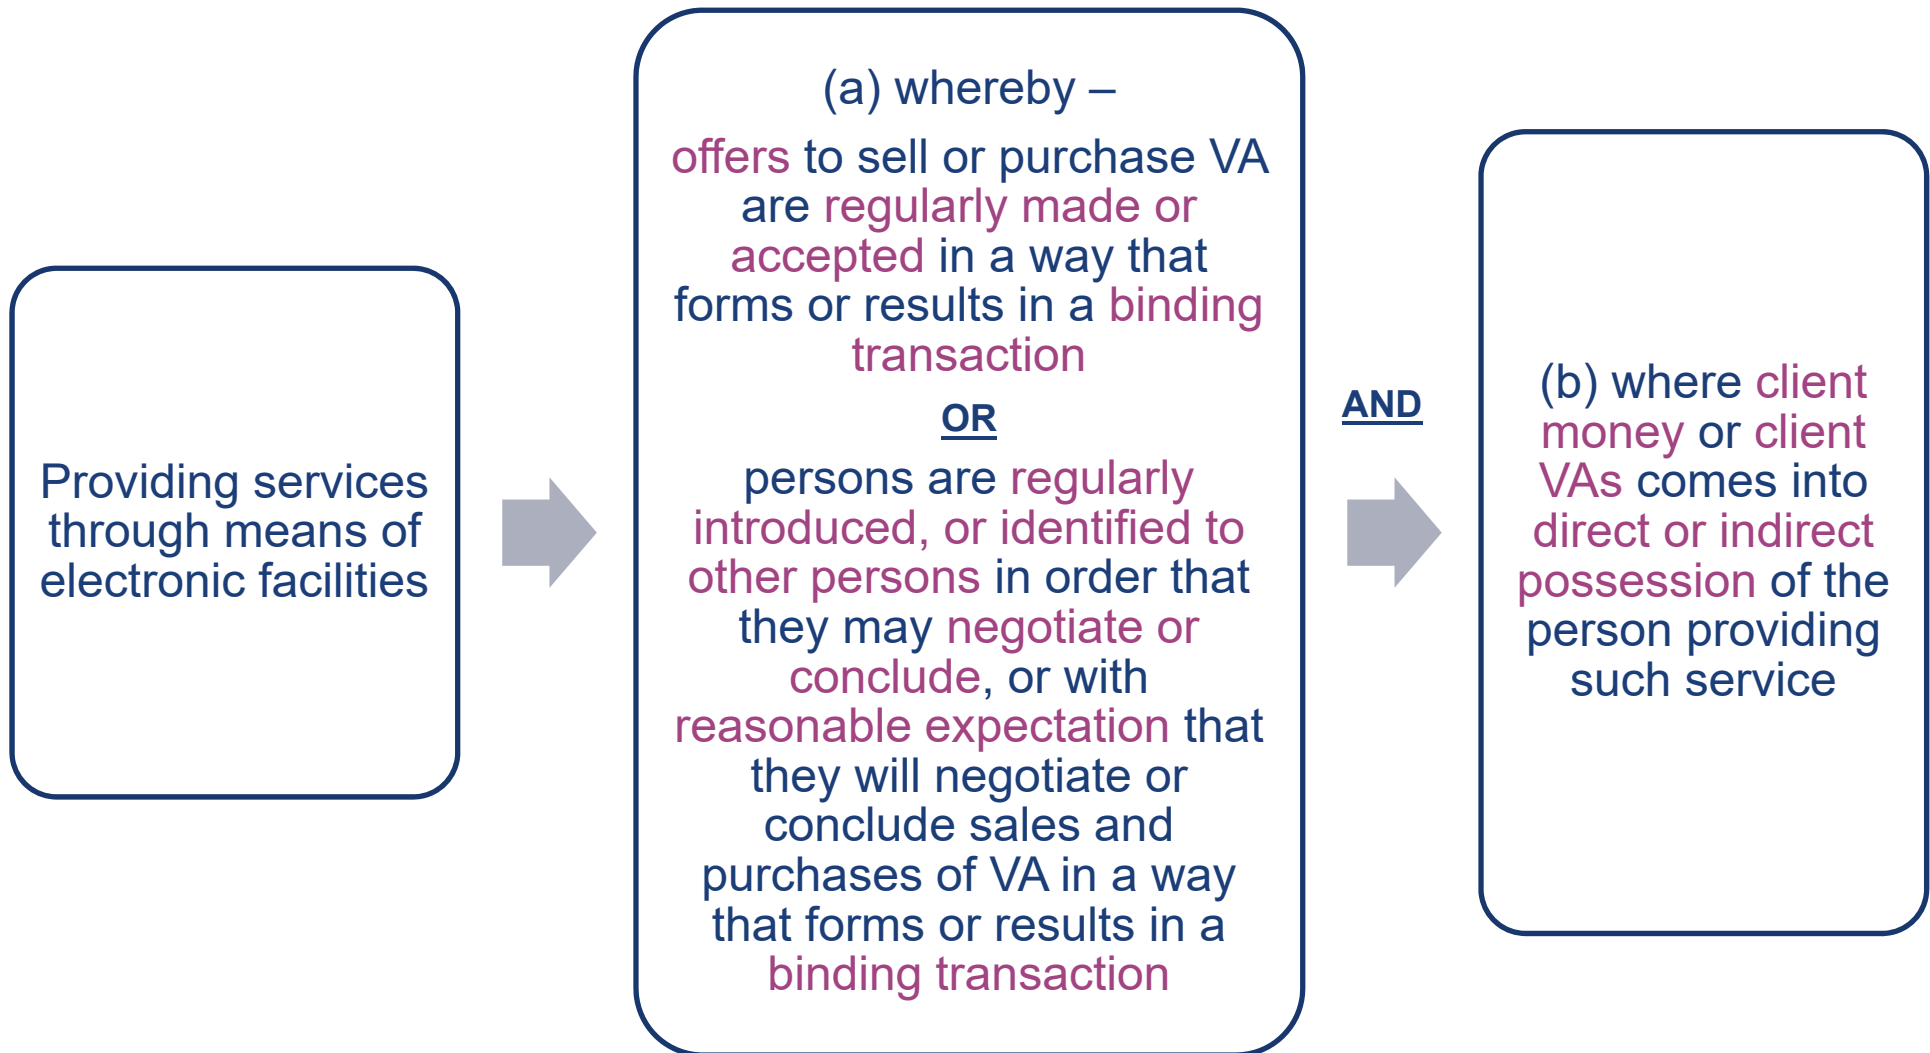 Providing services
through means of
electronic facilities
(a) whereby –
offers to sell or purchase VA
are regularly made or
accepted in a way that
forms or results in a binding
transaction
OR
persons are regularly
introduced, or identified to
other persons in order that
they may negotiate or
conclude, or with
reasonable expectation that
they will negotiate or
conclude sales and
purchases of VA in a way
that forms or results in a
binding transaction
AND
(b) where client
money or client
VAs comes into
direct or indirect
possession of the
person providing
such service